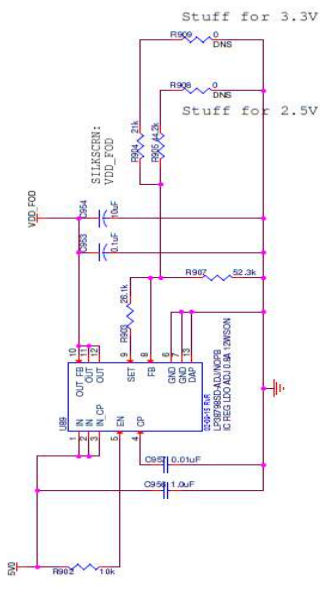 Stuff for 3.3V
R909 0
DNS
R908 0
DNS
Stuff for 2.5V
R904 21k
R905 44.2k
SILKSCRN:
VDD_FOD
VDD_FOD
C954
10uF
C953
0.1uF
R907 52.3k
R903 26.1k
U89
1 IN
2 IN
3 IN_CP
5 EN
4 CP
OUT FB 10
OUT 11
OUT 12
SET 9
FB 8
GND 6
GND 7
DAP 13
02-09-15 RvR
LP38798SD-ADJ/NOPB
IC REG LDO ADJ 0.8A 12WSON
C957 0.01uF
C956 1.0uF
5V0
R902 10k